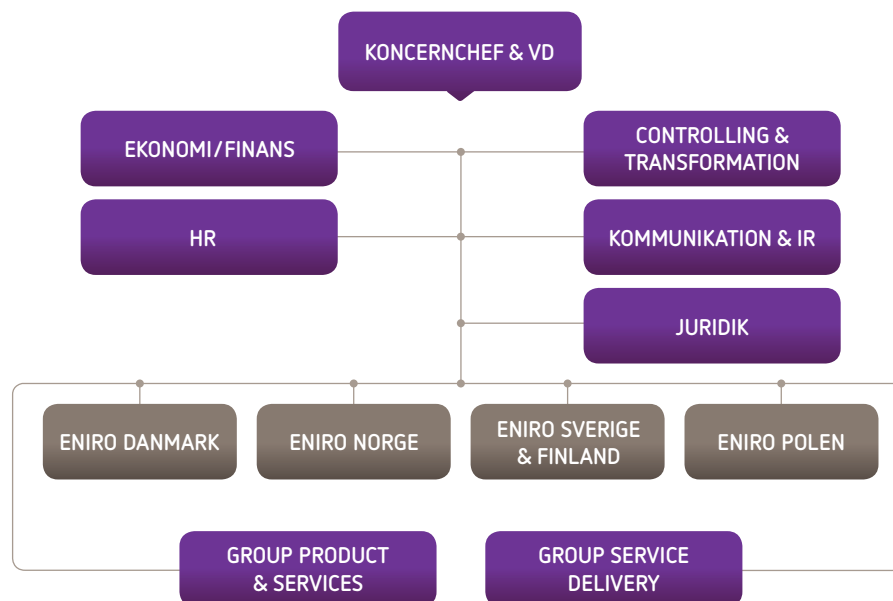 KONCERNCHEF & VD
EKONOMI/FINANS
CONTROLLING &
TRANSFORMATION
HR
KOMMUNIKATION & IR
JURIDIK
ENIRO DANMARK
ENIRO NORGE
ENIRO SVERIGE
& FINLAND
ENIRO POLEN
GROUP PRODUCT
& SERVICES
GROUP SERVICE
DELIVERY